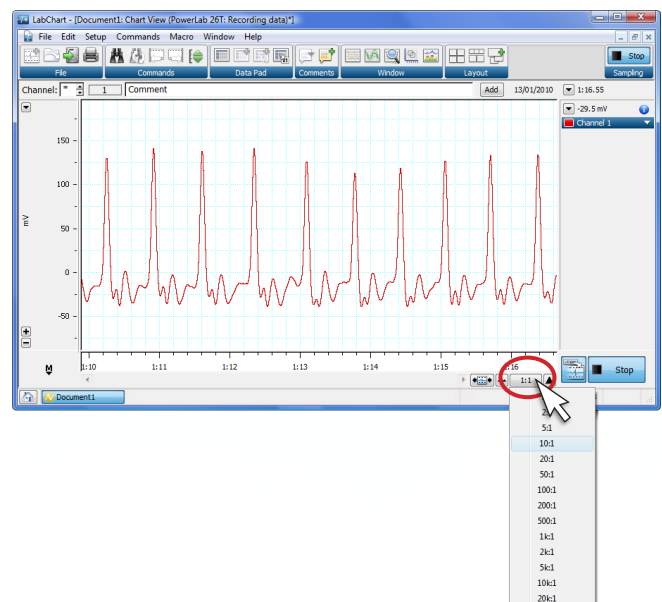 LabChart - [Document1: Chart View (PowerLab 26T: Recording data)*]
File Edit Setup Commands Macro Window Help
Stop
File Commands Data Pad Comments Window Layout Sampling
Channel: * 1 Comment Add 13/01/2010 1:16.55
-29.5 mV
Channel 1
150
100
50
0
-50
mV
M
1:10 1:11 1:12 1:13 1:14 1:15 1:16
1:1
Stop
Document1
5:1
10:1
20:1
50:1
100:1
200:1
500:1
1k:1
2k:1
5k:1
10k:1
20k:1